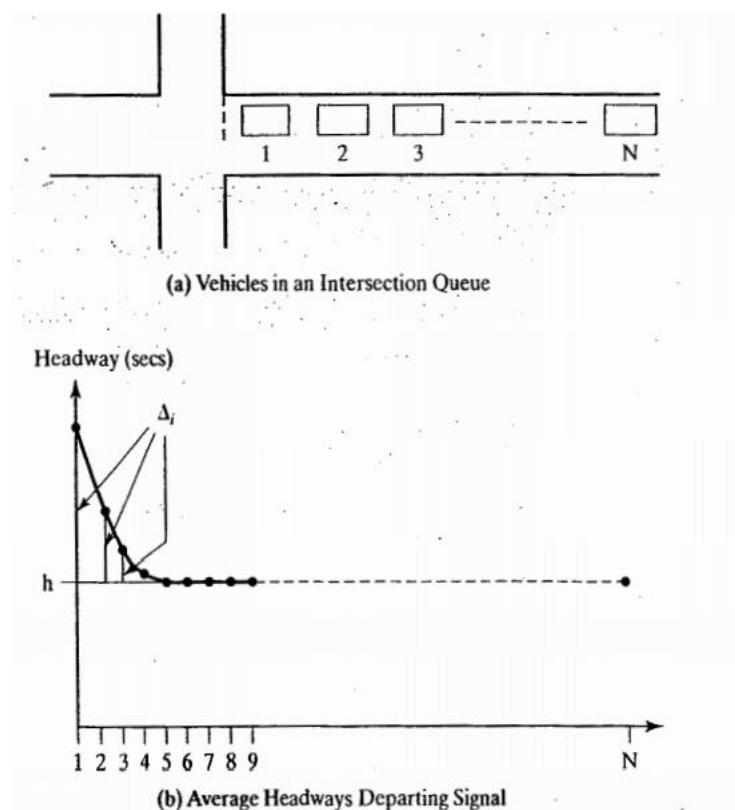 1 2 3 N
(a) Vehicles in an Intersection Queue
Headway (secs)
Δi
h
1 2 3 4 5 6 7 8 9 N
(b) Average Headways Departing Signal